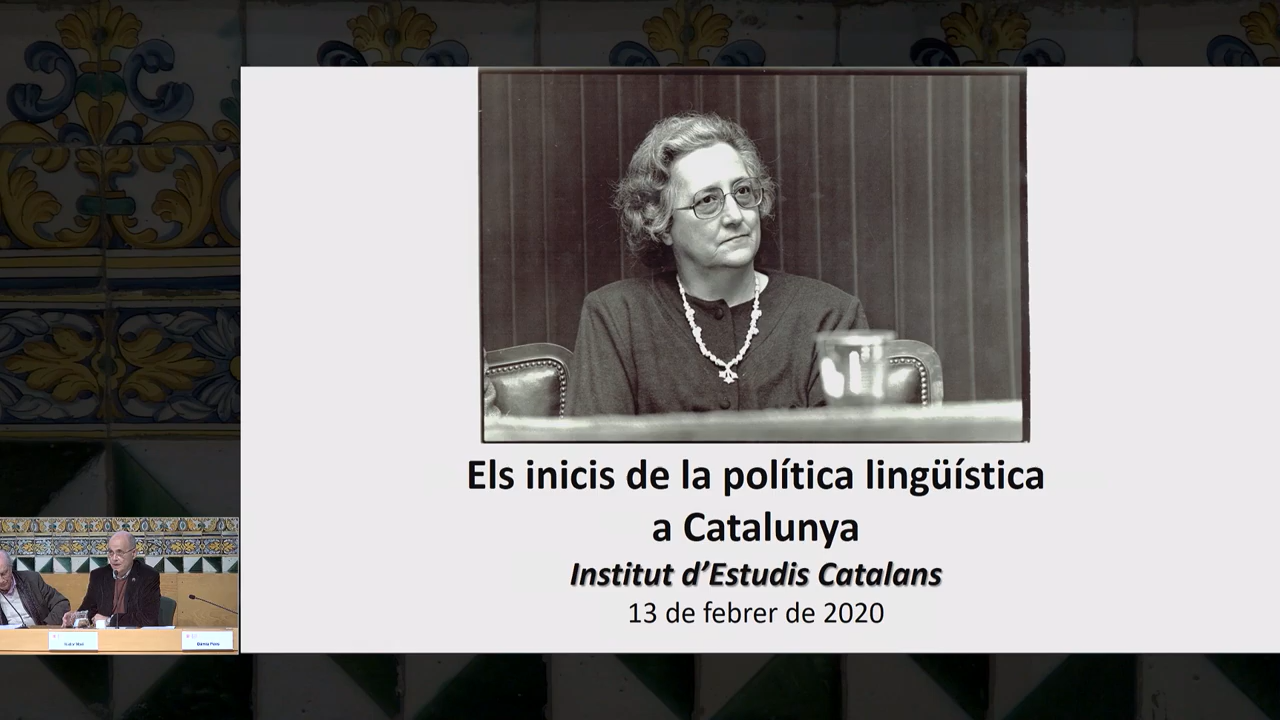 Els inicis de la política lingüística
a Catalunya
Institut d’Estudis Catalans
13 de febrer de 2020